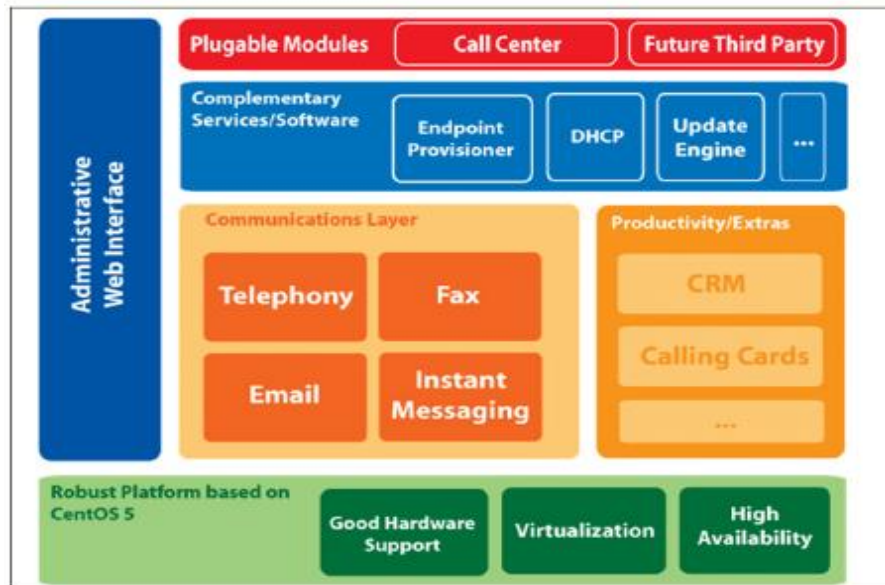 Administrative
Web Interface
Plugable Modules
Call Center
Future Third Party
Complementary
Services/Software
Endpoint
Provisioner
DHCP
Update
Engine
...
Communications Layer
Telephony
Fax
Email
Instant
Messaging
Productivity/Extras
CRM
Calling Cards
...
Robust Platform based on
CentOS 5
Good Hardware
Support
Virtualization
High
Availability